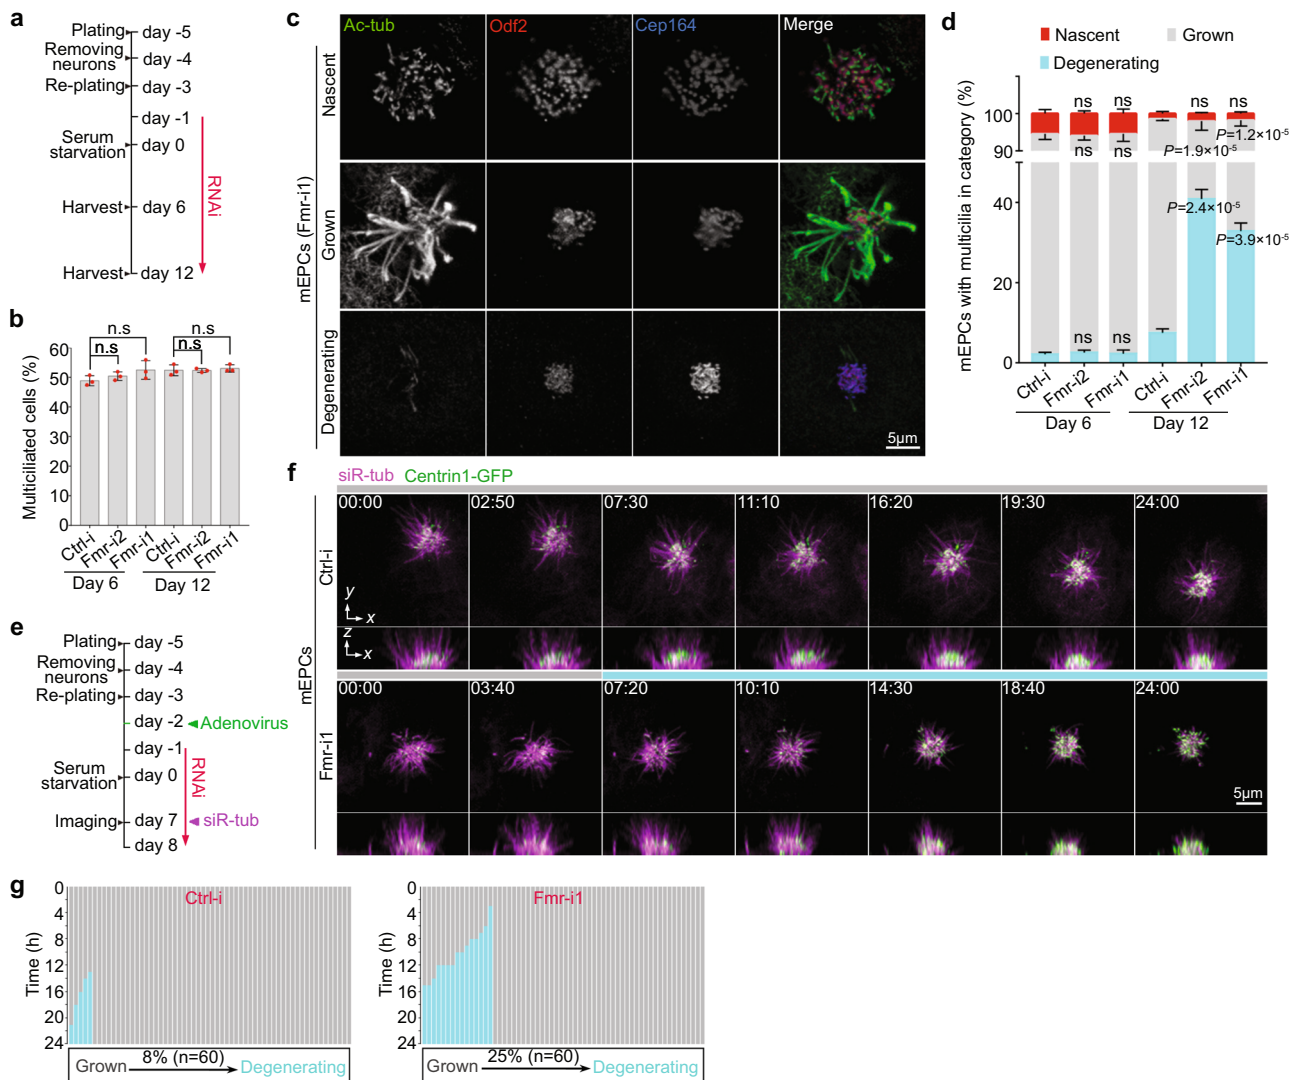 a
Plating
day -5
Removing
neurons
day -4
Re-plating
day -3
day -1
Serum
starvation
day 0
RNAi
Harvest
day 6
Harvest
day 12
b
n.s
n.s
n.s
n.s
Multiciliated cells (%)
60
50
40
30
20
10
0
Ctrl-i
Fmr-i2
Fmr-i1
Ctrl-i
Fmr-i2
Fmr-i1
Day 6
Day 12
c
Ac-tub
Odf2
Cep164
Merge
mEPCs (Fmr-i1)
Nascent
Grown
Degenerating
5µm
d
Nascent
Grown
Degenerating
mEPCs with multicilia in category (%)
100
90
40
20
0
ns
ns
ns
ns
ns
ns
P=1.2×10-5
P=1.9×10-5
P=2.4×10-5
P=3.9×10-5
ns
ns
Ctrl-i
Fmr-i2
Fmr-i1
Ctrl-i
Fmr-i2
Fmr-i1
Day 6
Day 12
e
Plating
day -5
Removing
neurons
day -4
Re-plating
day -3
day -2
Adenovirus
day -1
Serum
starvation
day 0
RNAi
Imaging
day 7
siR-tub
day 8
f
siR-tub Centrin1-GFP
mEPCs
Ctrl-i
00:00 02:50 07:30 11:10 16:20 19:30 24:00
y
x
z
x
Fmr-i1
00:00 03:40 07:20 10:10 14:30 18:40 24:00
5µm
g
Ctrl-i
Time (h)
0
4
8
12
16
20
24
Grown 8% (n=60) Degenerating
Fmr-i1
Time (h)
0
4
8
12
16
20
24
Grown 25% (n=60) Degenerating